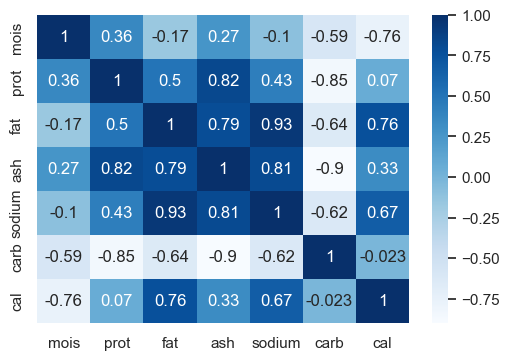 mois 1 0.36 -0.17 0.27 -0.1 -0.59 -0.76
prot 0.36 1 0.5 0.82 0.43 -0.85 0.07
fat -0.17 0.5 1 0.79 0.93 -0.64 0.76
ash 0.27 0.82 0.79 1 0.81 -0.9 0.33
sodium -0.1 0.43 0.93 0.81 1 -0.62 0.67
carb -0.59 -0.85 -0.64 -0.9 -0.62 1 -0.023
cal -0.76 0.07 0.76 0.33 0.67 -0.023 1
mois prot fat ash sodium carb cal
1.00
0.75
0.50
0.25
0.00
-0.25
-0.50
-0.75